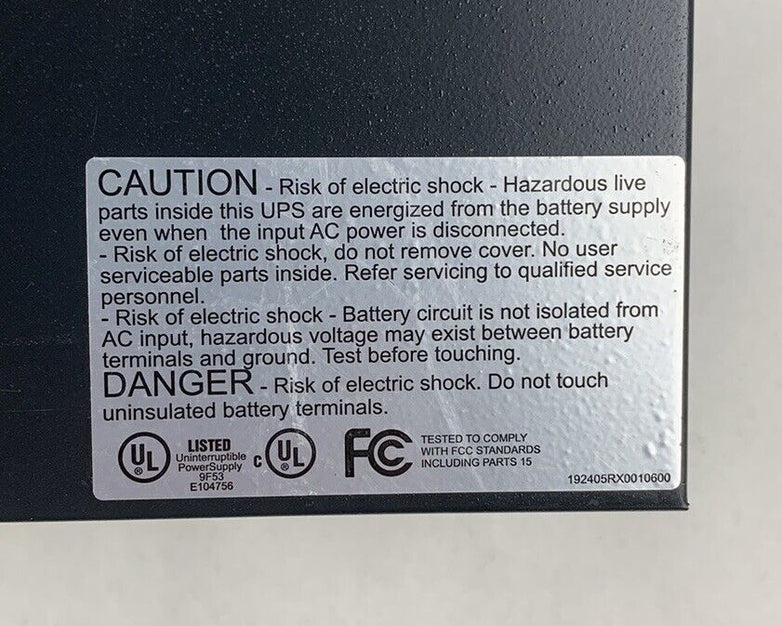 CAUTION - Risk of electric shock - Hazardous live
parts inside this UPS are energized from the battery supply
even when the input AC power is disconnected.
- Risk of electric shock, do not remove cover. No user
serviceable parts inside. Refer servicing to qualified service
personnel.
- Risk of electric shock - Battery circuit is not isolated from
AC input, hazardous voltage may exist between battery
terminals and ground. Test before touching.
DANGER - Risk of electric shock. Do not touch
uninsulated battery terminals.
UL
®
LISTED
Uninterruptible
PowerSupply
9F53
E104756
C UL
®
FC
TESTED TO COMPLY
WITH FCC STANDARDS
INCLUDING PARTS 15
192405RX0010600